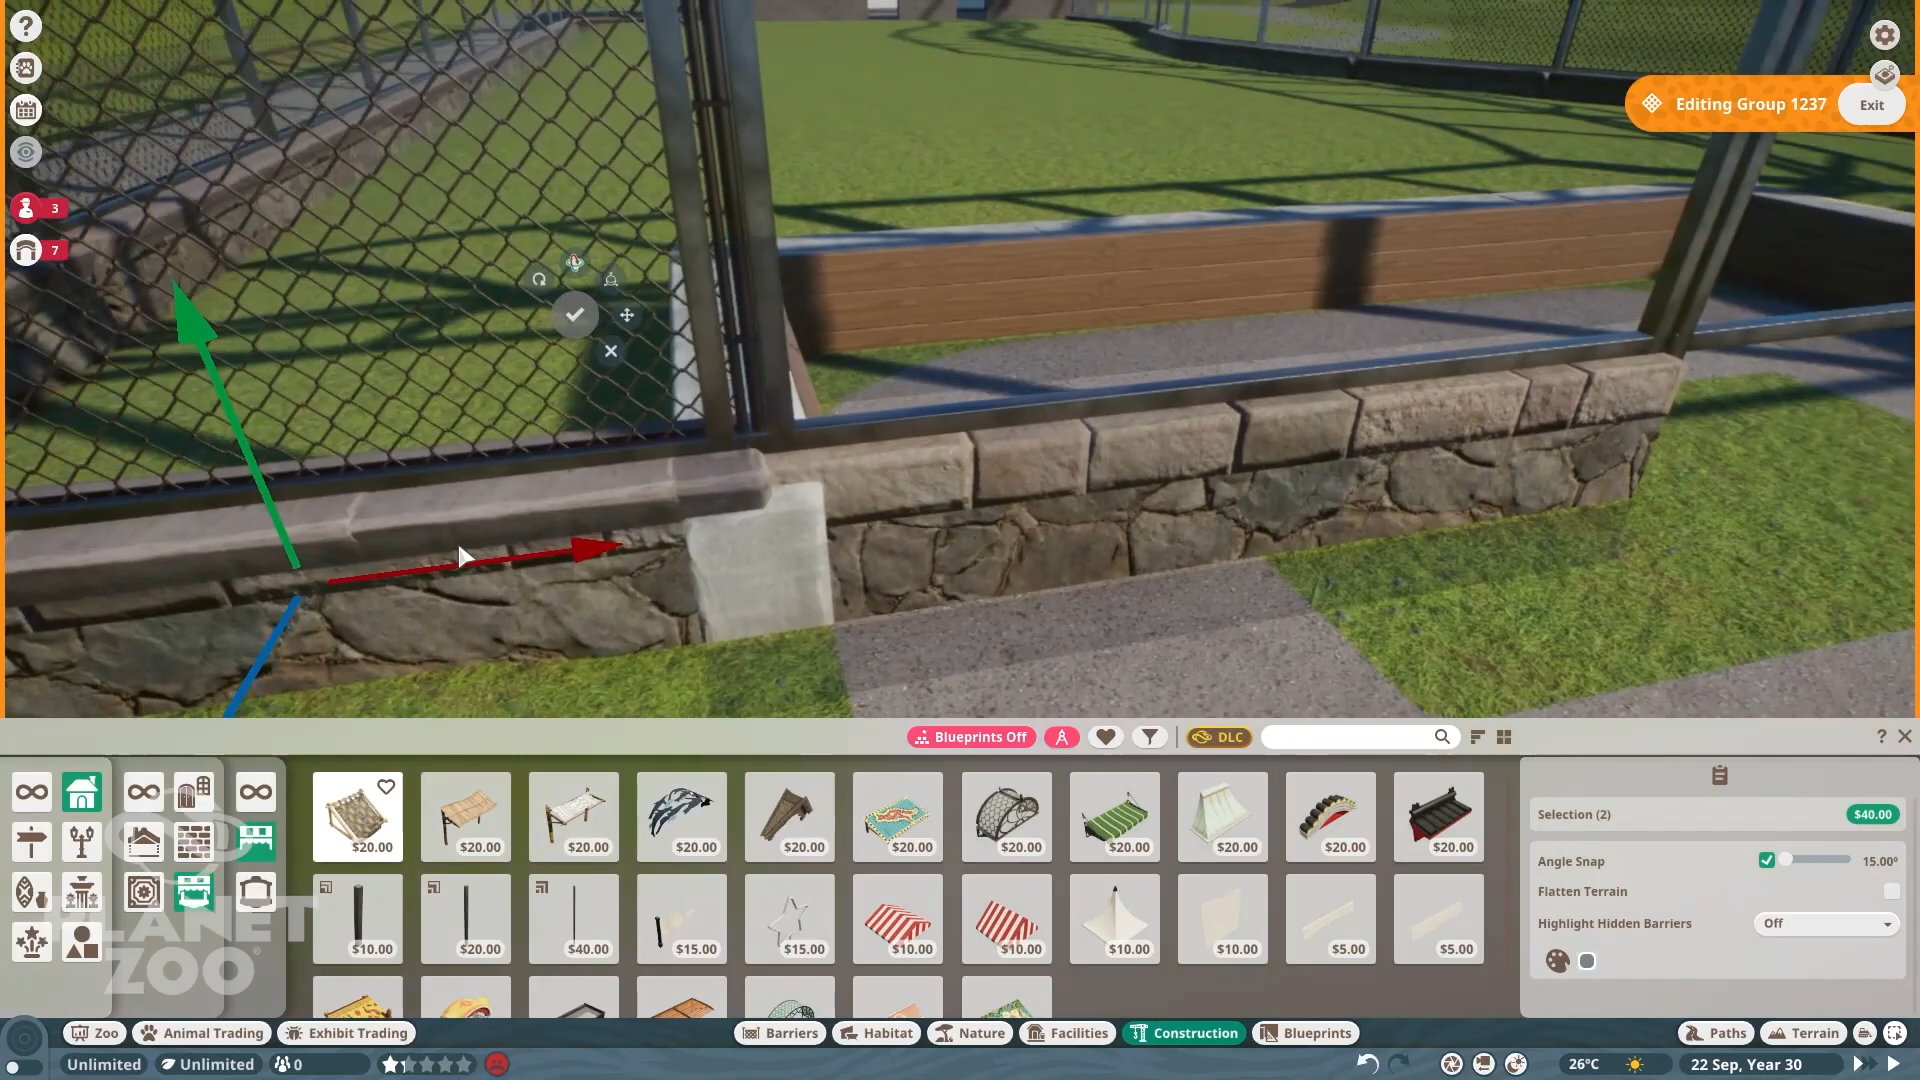 ?
Editing Group 1237
Exit
3
7
Blueprints Off
DLC
?
$20.00
$20.00
$20.00
$20.00
$20.00
$20.00
$20.00
$20.00
$20.00
$20.00
$20.00
$10.00
$20.00
$40.00
$15.00
$15.00
$10.00
$10.00
$10.00
$10.00
$5.00
$5.00
Selection (2)
$40.00
Angle Snap
15.00°
Flatten Terrain
Highlight Hidden Barriers
Off
PLANET
ZOO®
Zoo
Animal Trading
Exhibit Trading
Barriers
Habitat
Nature
Facilities
Construction
Blueprints
Paths
Terrain
Unlimited
Unlimited
0
26°C
22 Sep, Year 30